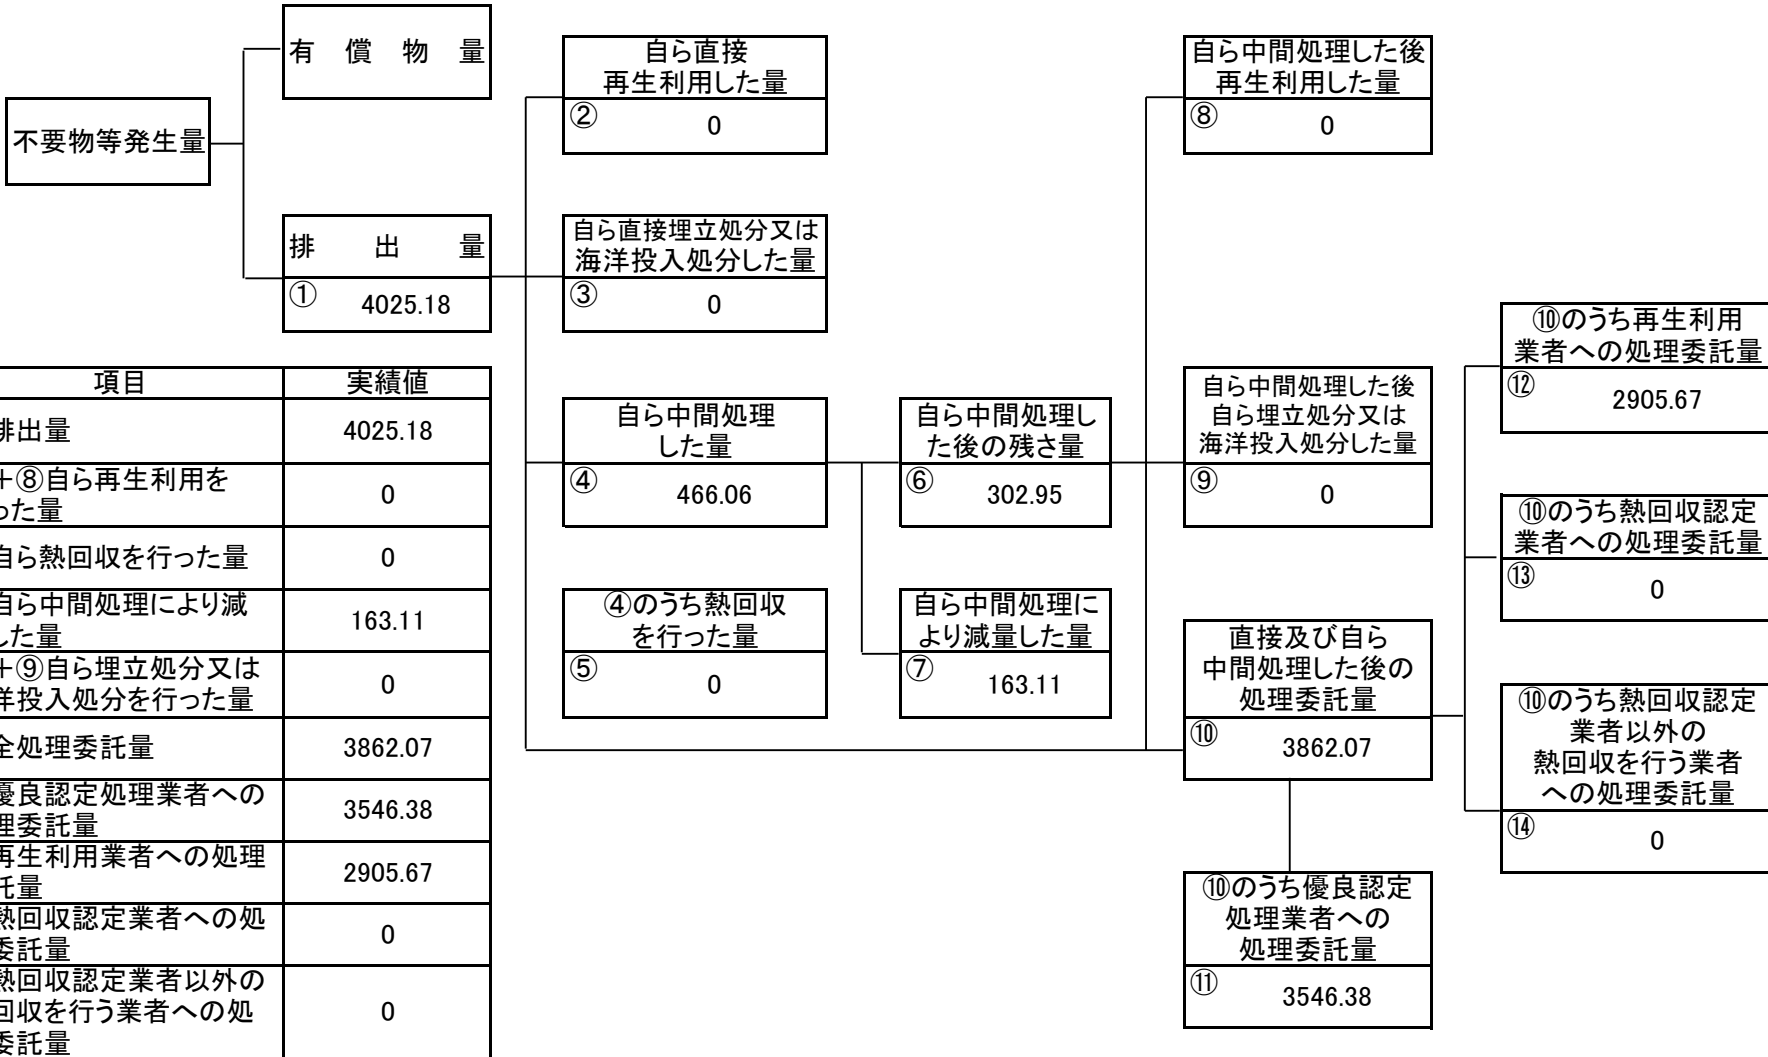 有償物量
不要物等発生量
排出量
①
4025.18
自ら直接
再生利用した量
②
0
自ら直接埋立処分又は
海洋投入処分した量
③
0
自ら中間処理
した量
④
466.06
④のうち熱回収
を行った量
⑤
0
自ら中間処理し
た後の残さ量
⑥
302.95
自ら中間処理に
より減量した量
⑦
163.11
自ら中間処理した後
再生利用した量
⑧
0
自ら中間処理した後
自ら埋立処分又は
海洋投入処分した量
⑨
0
直接及び自ら
中間処理した後の
処理委託量
⑩
3862.07
⑩のうち優良認定
処理業者への
処理委託量
⑪
3546.38
⑩のうち再生利用
業者への処理委託量
⑫
2905.67
⑩のうち熱回収認定
業者への処理委託量
⑬
0
⑩のうち熱回収認定
業者以外の
熱回収を行う業者
への処理委託量
⑭
0
項目 実績値
排出量 4025.18
+⑧自ら再生利用を
った量
0
自ら熱回収を行った量 0
自ら中間処理により減
した量
163.11
+⑨自ら埋立処分又は
洋投入処分を行った量
0
全処理委託量 3862.07
優良認定処理業者への
理委託量
3546.38
再生利用業者への処理
託量
2905.67
熱回収認定業者への処
委託量
0
熱回収認定業者以外の
回収を行う業者への処
委託量
0